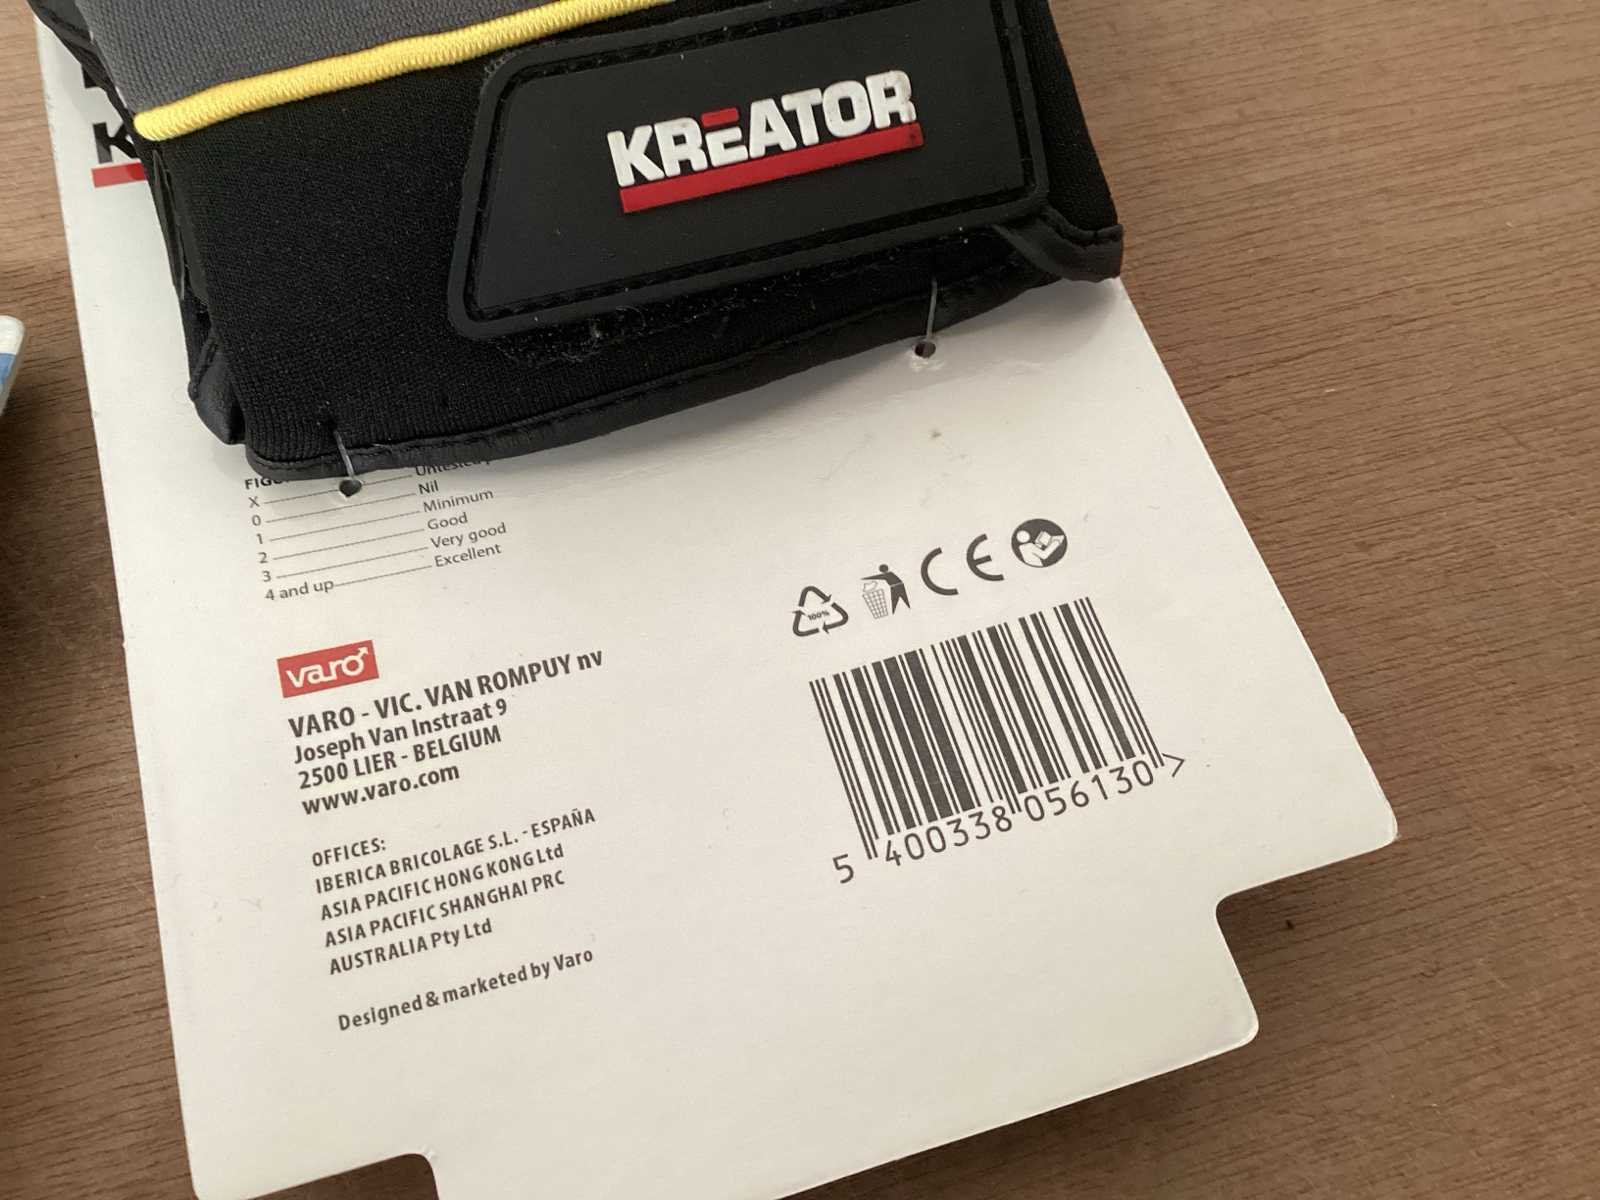 KREATOR
X Nil
0 Minimum
1 Good
2 Very good
3 Excellent
4 and up
varo
VARO - VIC. VAN ROMPUY nv
Joseph Van Instraat 9
2500 LIER - BELGIUM
www.varo.com
OFFICES:
IBERICA BRICOLAGE S.L. - ESPAÑA
ASIA PACIFIC HONG KONG Ltd
ASIA PACIFIC SHANGHAI PRC
AUSTRALIA Pty Ltd
Designed & marketed by Varo
100%
CE
5 400338 056130 >